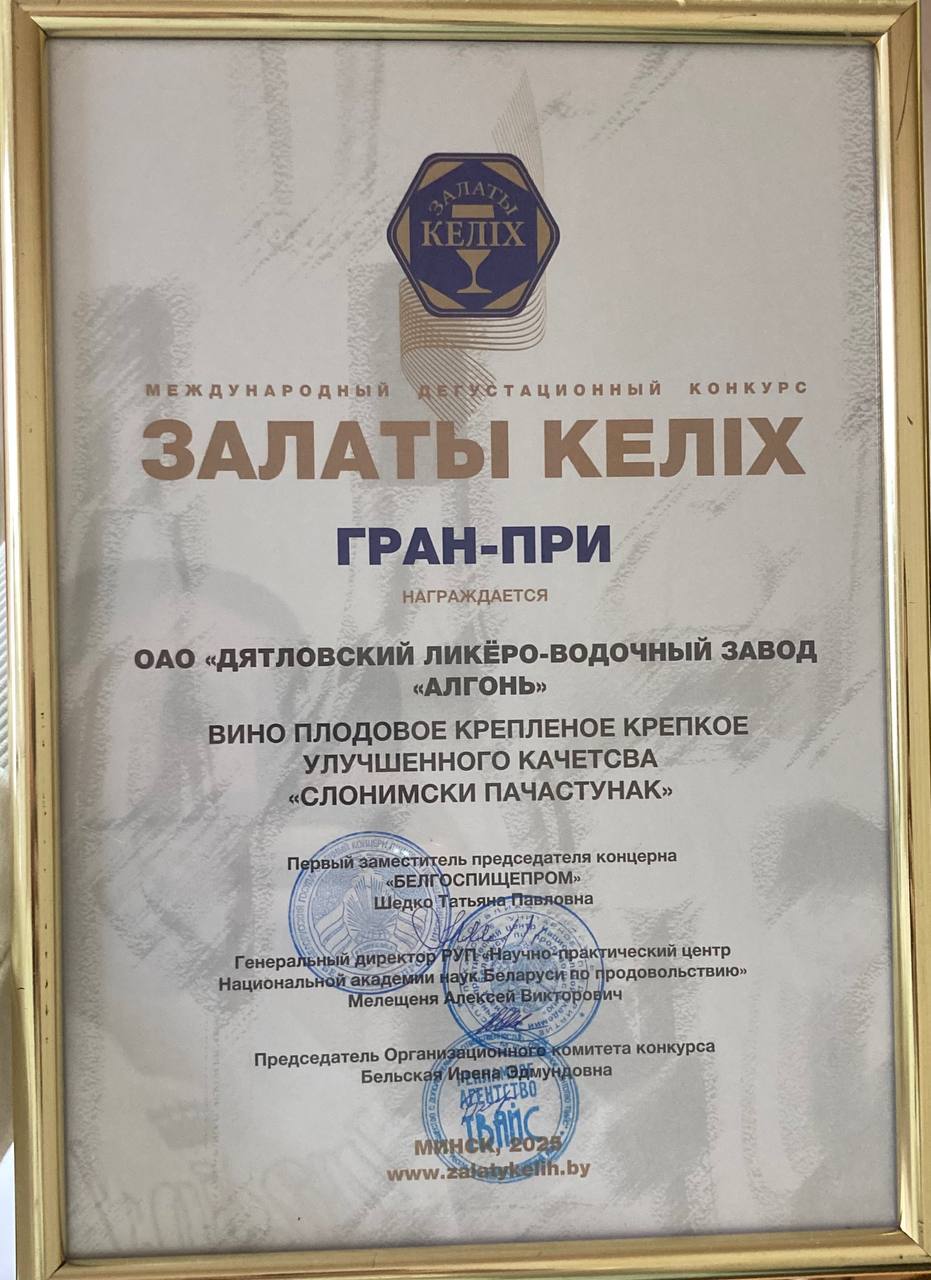 ЗАЛАТЫ
КЕЛІХ
МЕЖДУНАРОДНЫЙ ДЕГУСТАЦИОННЫЙ КОНКУРС
ЗАЛАТЫ КЕЛІХ
ГРАН-ПРИ
НАГРАЖДАЕТСЯ
ОАО «ДЯТЛОВСКИЙ ЛИКЁРО-ВОДОЧНЫЙ ЗАВОД
«АЛГОНЬ»
ВИНО ПЛОДОВОЕ КРЕПЛЕНОЕ КРЕПКОЕ
УЛУЧШЕННОГО КАЧЕТСВА
«СЛОНИМСКИ ПАЧАСТУНАК»
Первый заместитель председателя концерна
«БЕЛГОСПИЩЕПРОМ»
Шедко Татьяна Павловна
Генеральный директор РУП «Научно-практический центр
Национальной академии наук Беларуси по продовольствию»
Мелещеня Алексей Викторович
Председатель Организационного комитета конкурса
Бельская Ирена Эдмундовна
АГЕНТСТВО
ТВАЙС
МИНСК, 2025
www.zalatykelih.by